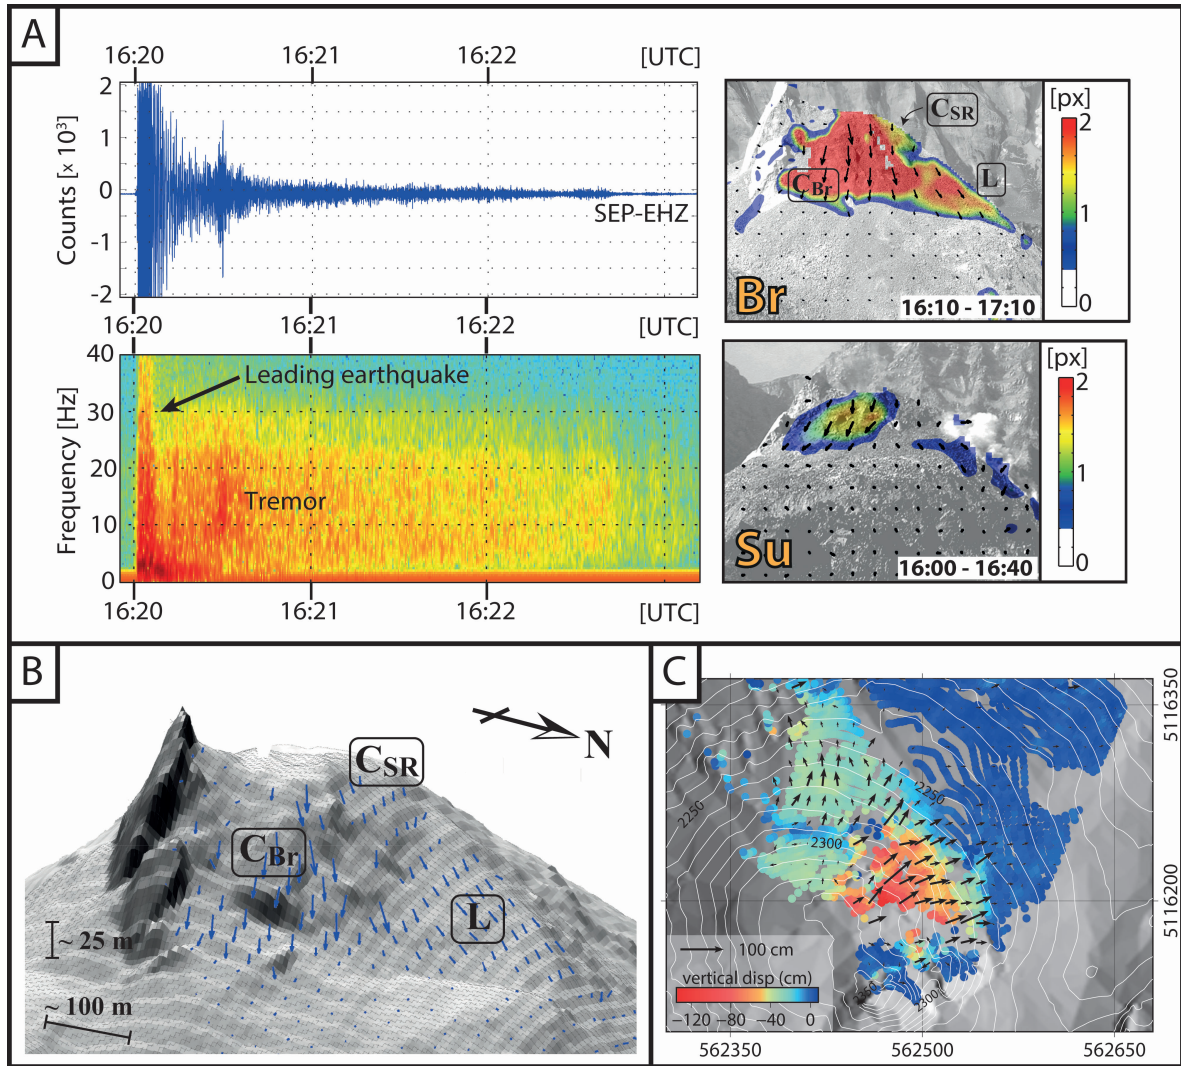 A
16:20 16:21 16:22 [UTC]
Counts [x 10³]
2
1
0
-1
-2
SEP-EHZ
16:20 16:21 16:22 [UTC]
Frequency [Hz]
40
30
20
10
0
Leading earthquake
Tremor
16:20 16:21 16:22 [UTC]
CSR
CBr
L
Br
16:10 - 17:10
[px]
2
1
0
Su
16:00 - 16:40
[px]
2
1
0
B
N
CSR
CBr
L
~ 25 m
~ 100 m
C
5116350
5116200
2250
2250
2300
2300
100 cm
vertical disp (cm)
−120 −80 −40 0
562350 562500 562650